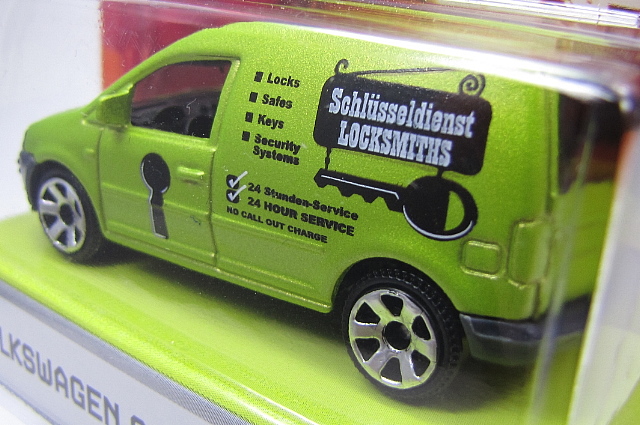 Locks
Safes
Keys
Security
Systems
Schlüsseldienst
LOCKSMITHS
24 Stunden-Service
24 HOUR SERVICE
NO CALL OUT CHARGE
LKSWAGEN